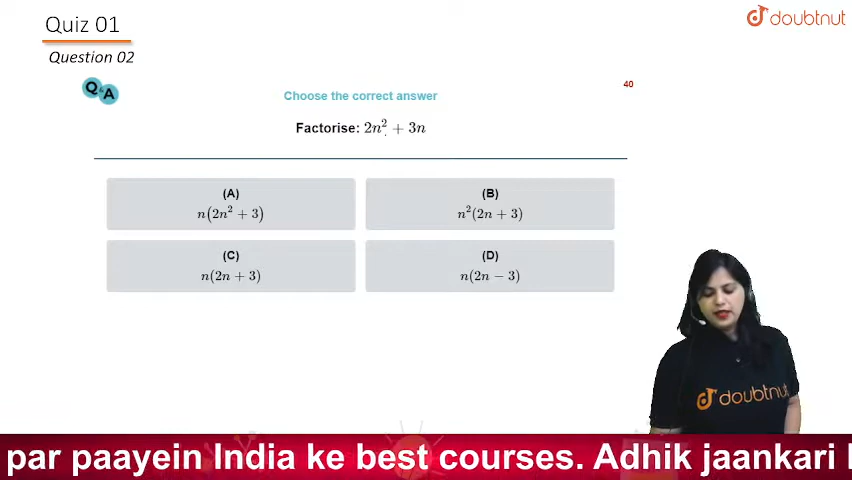 Quiz 01
doubtnut
Question 02
Q&A
Choose the correct answer
40
Factorise: 2n² + 3n
(A)
n(2n² + 3)
(B)
n²(2n + 3)
(C)
n(2n + 3)
(D)
n(2n − 3)
doubtnut
par paayein India ke best courses. Adhik jaankari